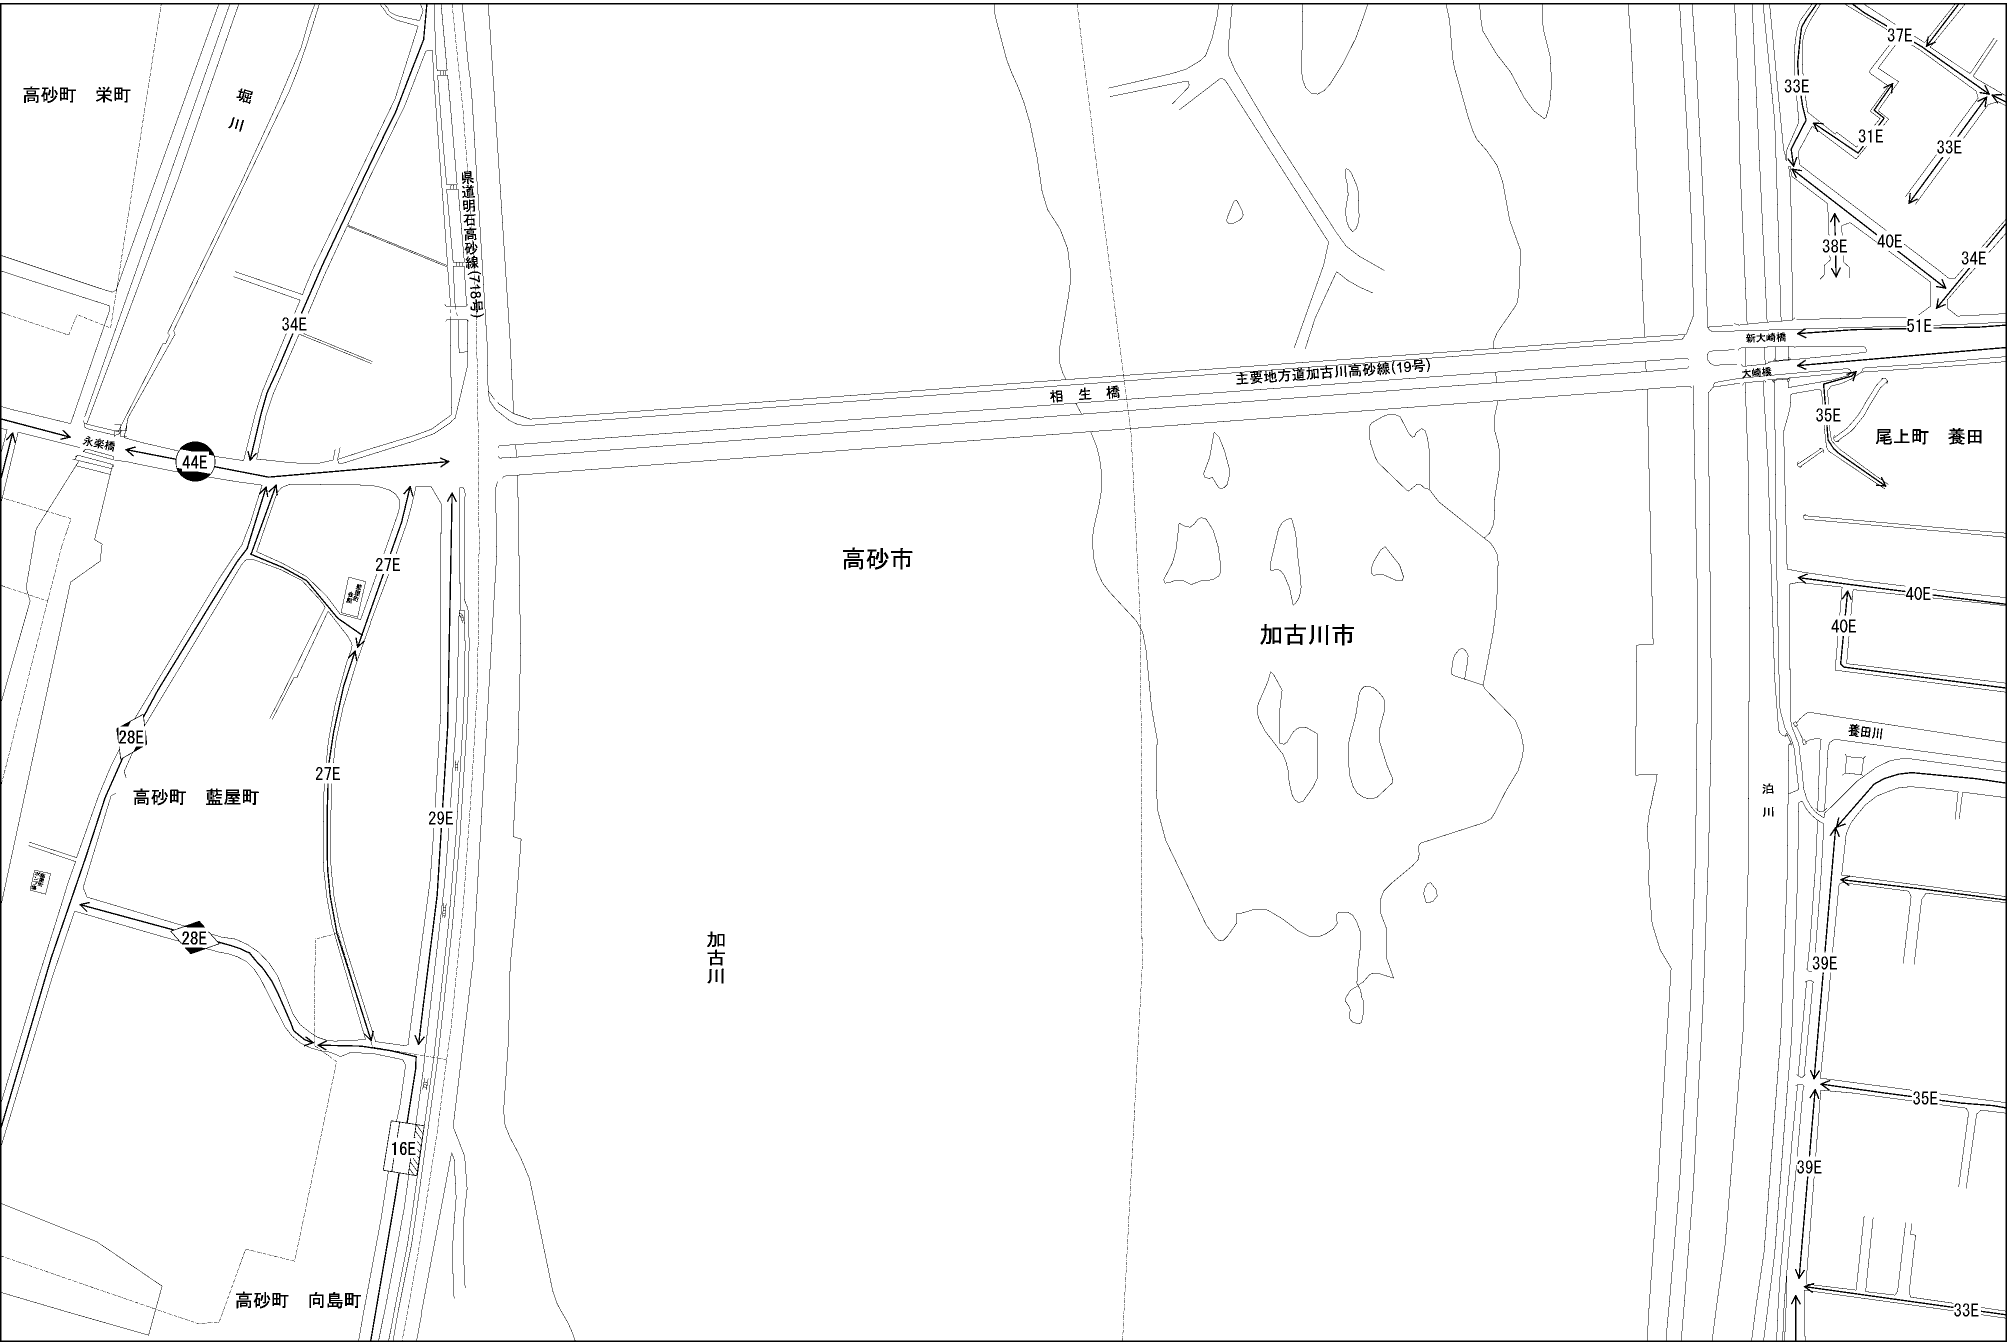 37E
33E
31E
33E
高砂町 栄町
堀川
県道明石高砂線(718号)
38E
40E
34E
34E
51E
新大崎橋
大崎橋
主要地方道加古川高砂線(19号)
相生橋
35E
尾上町 養田
永楽橋
44E
27E
高砂市
40E
40E
加古川市
28E
養田川
27E
高砂町 藍屋町
泊川
29E
28E
加古川
39E
35E
16E
39E
高砂町 向島町
33E